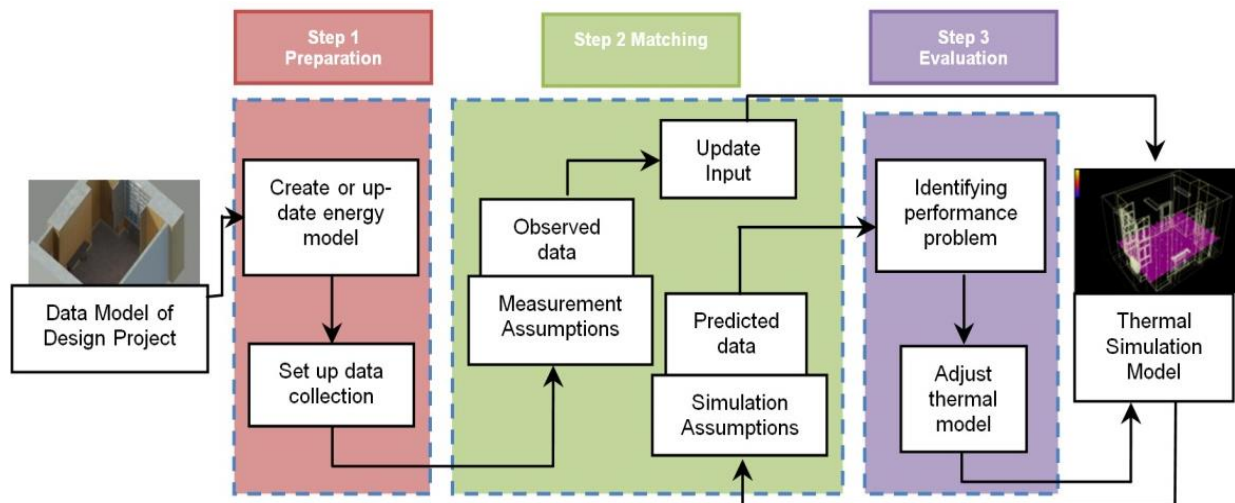 Step 1
Preparation
Step 2 Matching
Step 3
Evaluation
Data Model of
Design Project
Create or up-
date energy
model
Set up data
collection
Observed
data
Measurement
Assumptions
Update
Input
Predicted
data
Simulation
Assumptions
Identifying
performance
problem
Adjust
thermal
model
Thermal
Simulation
Model